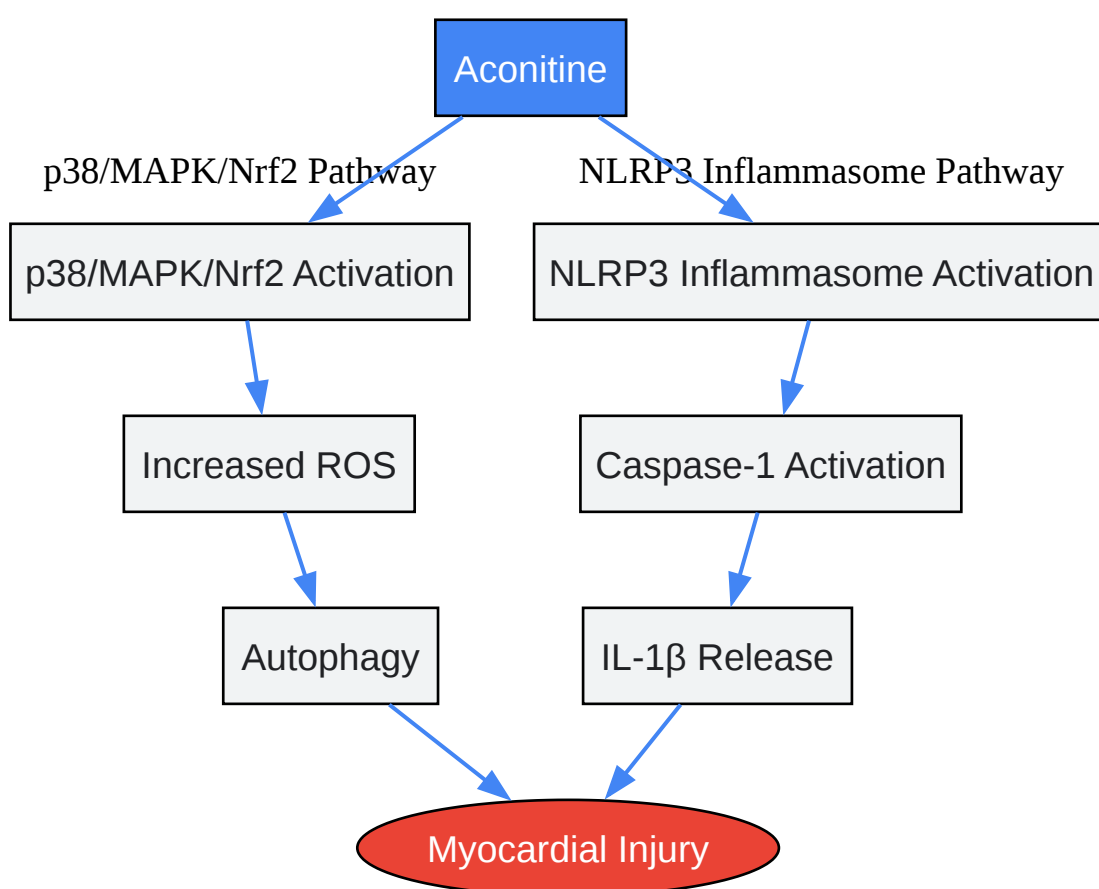 Aconitine
p38/MAPK/Nrf2 Pathway
NLRP3 Inflammasome Pathway
p38/MAPK/Nrf2 Activation
NLRP3 Inflammasome Activation
Increased ROS
Caspase-1 Activation
Autophagy
IL-1β Release
Myocardial Injury